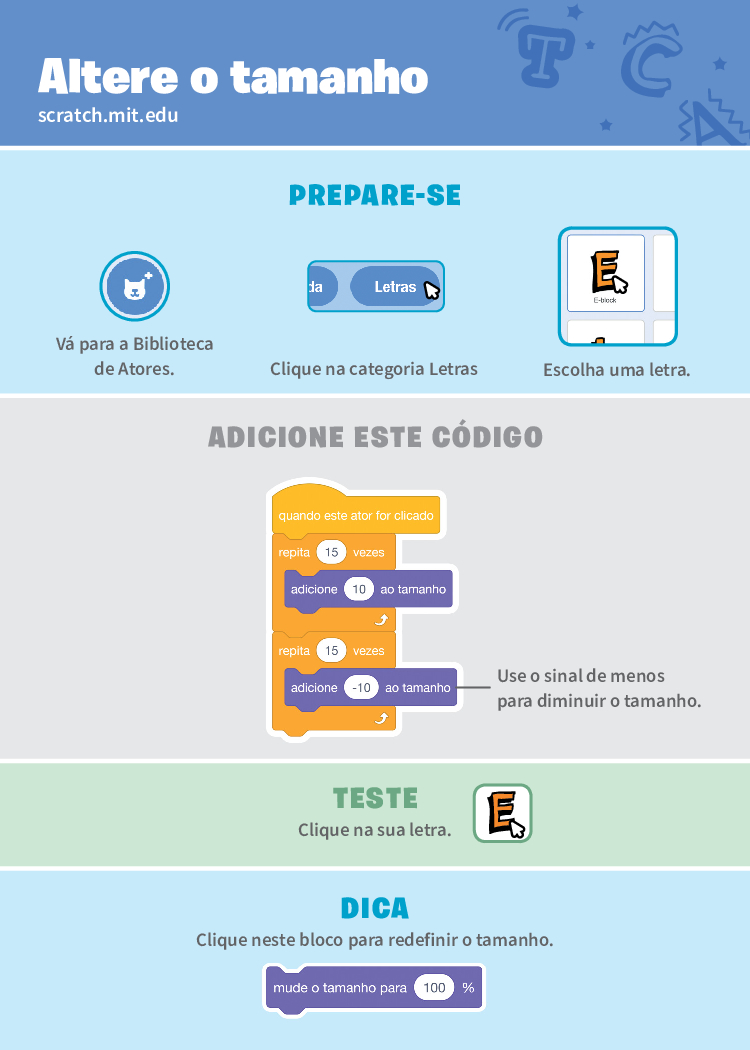 Altere o tamanho
scratch.mit.edu
T C A
PREPARE-SE
Vá para a Biblioteca
de Atores.
da Letras
Clique na categoria Letras
E
E-block
Escolha uma letra.
ADICIONE ESTE CÓDIGO
quando este ator for clicado
repita 15 vezes
adicione 10 ao tamanho
repita 15 vezes
adicione -10 ao tamanho
Use o sinal de menos
para diminuir o tamanho.
TESTE
Clique na sua letra.
E
DICA
Clique neste bloco para redefinir o tamanho.
mude o tamanho para 100 %